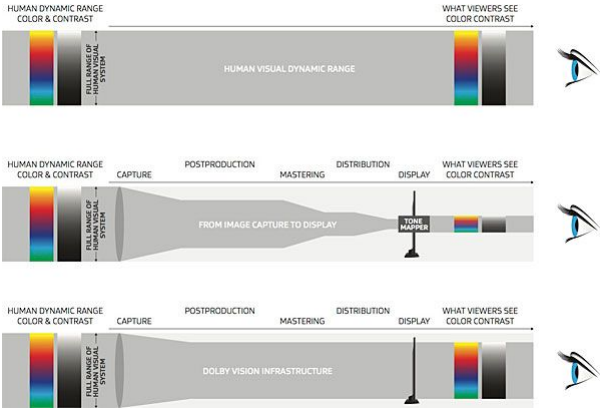 HUMAN DYNAMIC RANGE
COLOR & CONTRAST
WHAT VIEWERS SEE
COLOR CONTRAST
FULL RANGE OF
HUMAN VISUAL
SYSTEM
HUMAN VISUAL DYNAMIC RANGE
HUMAN DYNAMIC RANGE
COLOR & CONTRAST
CAPTURE
POSTPRODUCTION
MASTERING
DISTRIBUTION
DISPLAY
WHAT VIEWERS SEE
COLOR CONTRAST
FULL RANGE OF
HUMAN VISUAL
SYSTEM
FROM IMAGE CAPTURE TO DISPLAY
TONE
MAPPER
HUMAN DYNAMIC RANGE
COLOR & CONTRAST
CAPTURE
POSTPRODUCTION
MASTERING
DISTRIBUTION
DISPLAY
WHAT VIEWERS SEE
COLOR CONTRAST
FULL RANGE OF
HUMAN VISUAL
SYSTEM
DOLBY VISION INFRASTRUCTURE